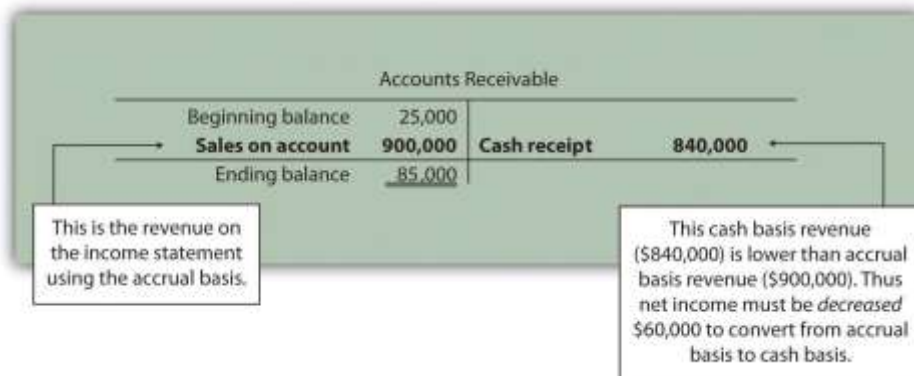 Accounts Receivable
Beginning balance 25,000
Sales on account 900,000 Cash receipt 840,000
Ending balance 85,000
This is the revenue on
the income statement
using the accrual basis.
This cash basis revenue
($840,000) is lower than accrual
basis revenue ($900,000). Thus
net income must be decreased
$60,000 to convert from accrual
basis to cash basis.